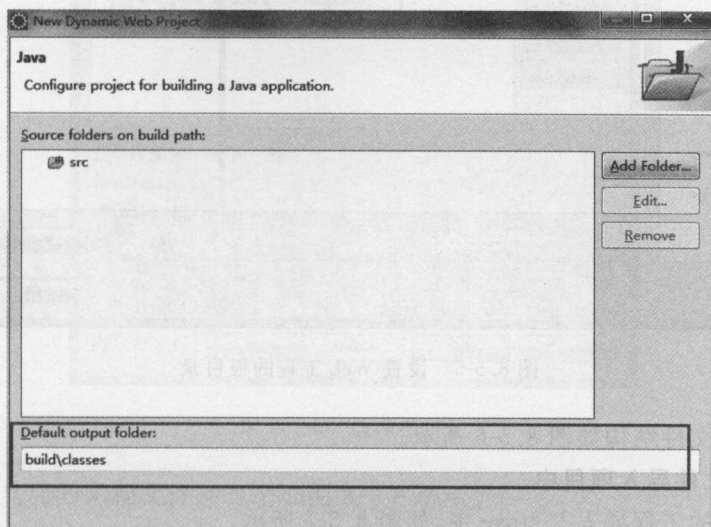 New Dynamic Web Project
Java
Configure project for building a Java application.
Source folders on build path:
src
Add Folder...
Edit...
Remove
Default output folder:
build\classes